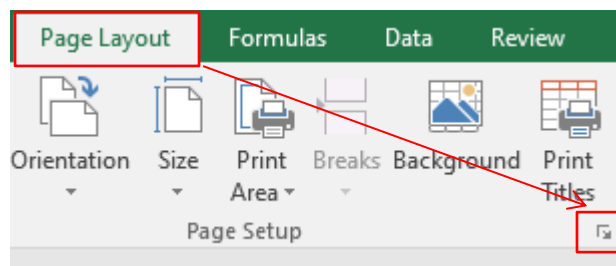 Page Layout Formulas Data Review
Orientation Size Print Area Breaks Background Print Titles
Page Setup